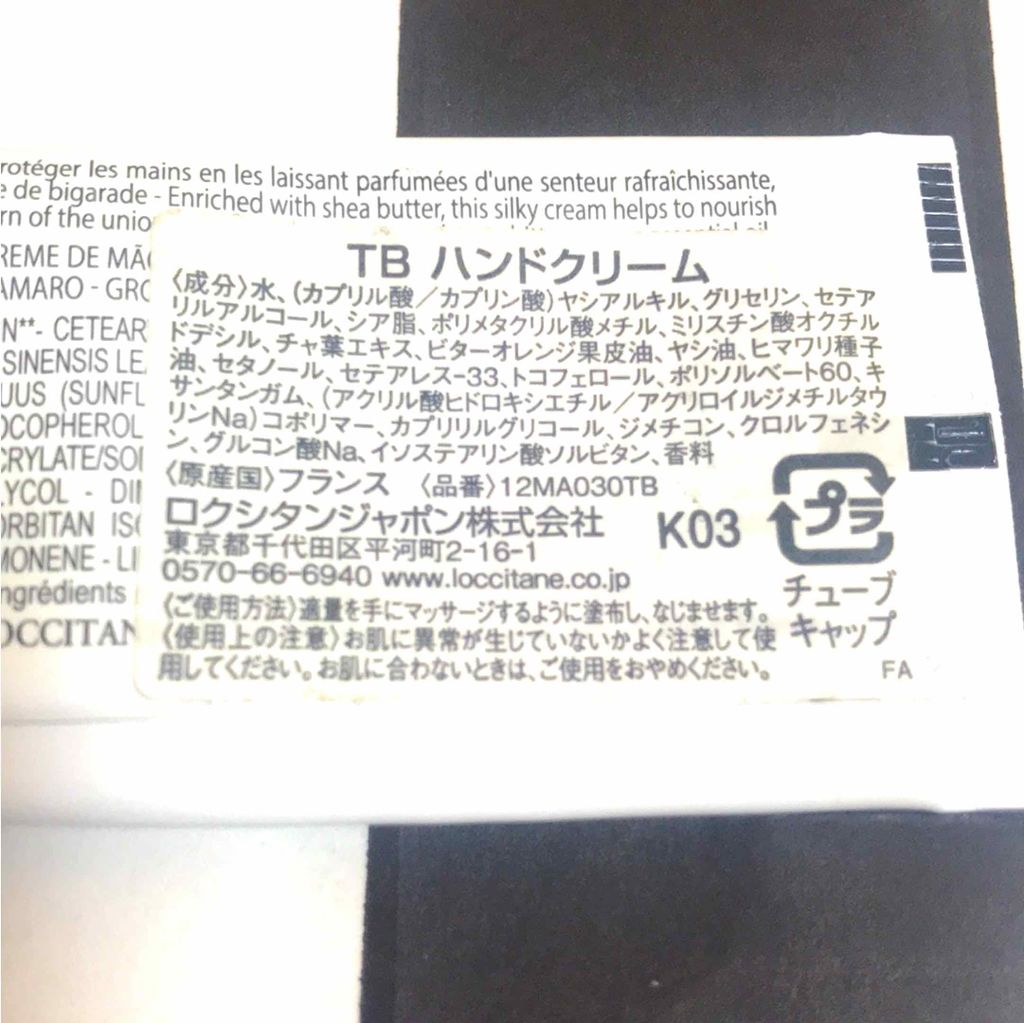 rotéger les mains en les laissant parfumées d'une senteur rafraîchissante,
e de bigarade - Enriched with shea butter, this silky cream helps to nourish
rn of the unio
REME DE MÃ
AMARO - GRO
N**- CETEAR
SINENSIS LE
UUS (SUNFL
OCOPHEROL
CRYLATE/SO
LYCOL - DI
ORBITAN ISO
MONENE - LI
ngrédients
OCCITAN
TB ハンドクリーム
〈成分〉水、(カプリル酸/カプリン酸)ヤシアルキル、グリセリン、セテア
リルアルコール、シア脂、ポリメタクリル酸メチル、ミリスチン酸オクチル
ドデシル、チャ葉エキス、ビターオレンジ果皮油、ヤシ油、ヒマワリ種子
油、セタノール、セテアレス-33、トコフェロール、ポリソルベート60、キ
サンタンガム、(アクリル酸ヒドロキシエチル/アクリロイルジメチルタウ
リンNa)コポリマー、カプリリルグリコール、ジメチコン、クロルフェネシ
ン、グルコン酸Na、イソステアリン酸ソルビタン、香料
〈原産国〉フランス 〈品番〉12MA030TB
ロクシタンジャポン株式会社
東京都千代田区平河町2-16-1
0570-66-6940 www.loccitane.co.jp
K03
プラ
チューブ
キャップ
〈ご使用方法〉適量を手にマッサージするように塗布し、なじませます。
〈使用上の注意〉お肌に異常が生じていないかよく注意して使
用してください。お肌に合わないときは、ご使用をおやめください。
FA